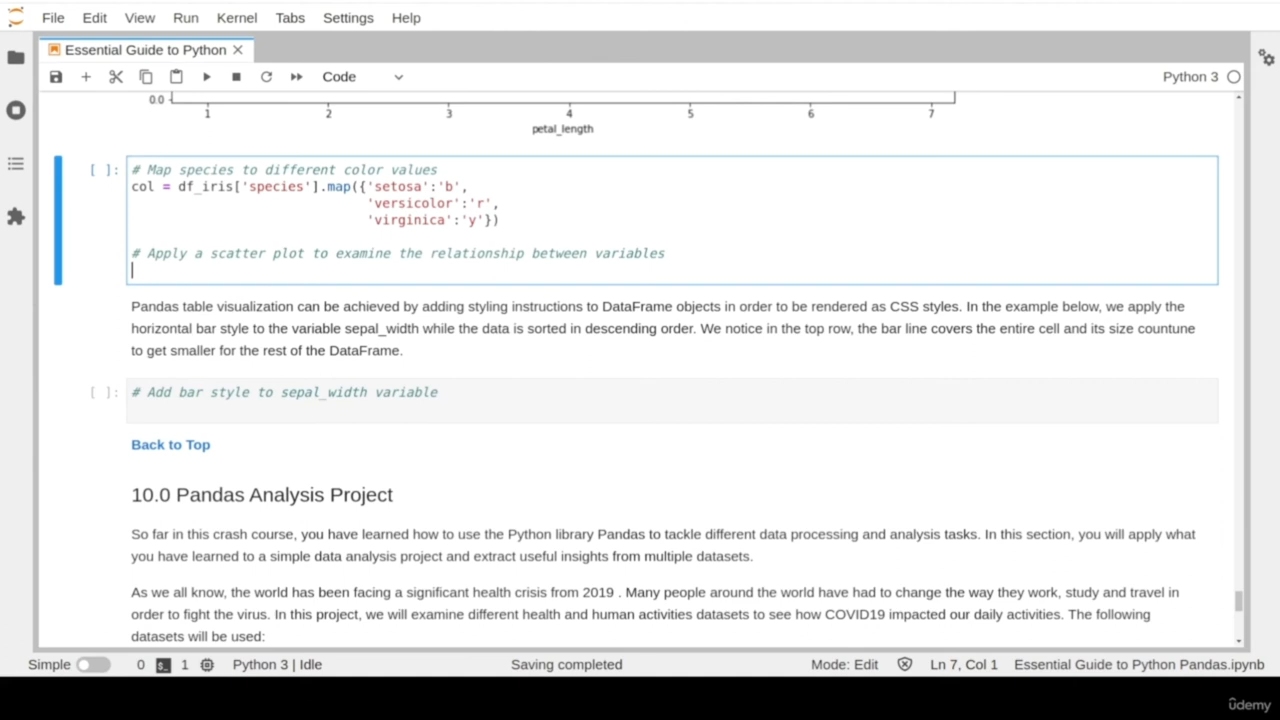 File Edit View Run Kernel Tabs Settings Help
Essential Guide to Python
Code
Python 3
0.0
1 2 3 4 5 6 7
petal_length
[ ]: # Map species to different color values
col = df_iris['species'].map({'setosa':'b',
'versicolor':'r',
'virginica':'y'})
# Apply a scatter plot to examine the relationship between variables
Pandas table visualization can be achieved by adding styling instructions to DataFrame objects in order to be rendered as CSS styles. In the example below, we apply the
horizontal bar style to the variable sepal_width while the data is sorted in descending order. We notice in the top row, the bar line covers the entire cell and its size countune
to get smaller for the rest of the DataFrame.
[ ]: # Add bar style to sepal_width variable
Back to Top
10.0 Pandas Analysis Project
So far in this crash course, you have learned how to use the Python library Pandas to tackle different data processing and analysis tasks. In this section, you will apply what
you have learned to a simple data analysis project and extract useful insights from multiple datasets.
As we all know, the world has been facing a significant health crisis from 2019 . Many people around the world have had to change the way they work, study and travel in
order to fight the virus. In this project, we will examine different health and human activities datasets to see how COVID19 impacted our daily activities. The following
datasets will be used:
Simple 0 $_ 1 Python 3 | Idle Saving completed Mode: Edit Ln 7, Col 1 Essential Guide to Python Pandas.ipynb
ûdemy